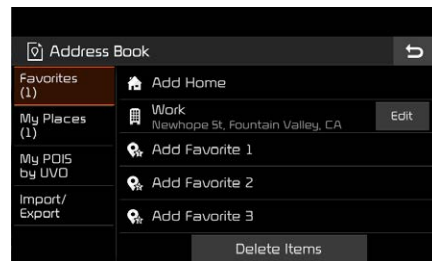 Address Book
Favorites
(1)
Add Home
Work
Newhope St, Fountain Valley, CA
Edit
My Places
(1)
Add Favorite 1
My POIS
by UVO
Add Favorite 2
Import/
Export
Add Favorite 3
Delete Items